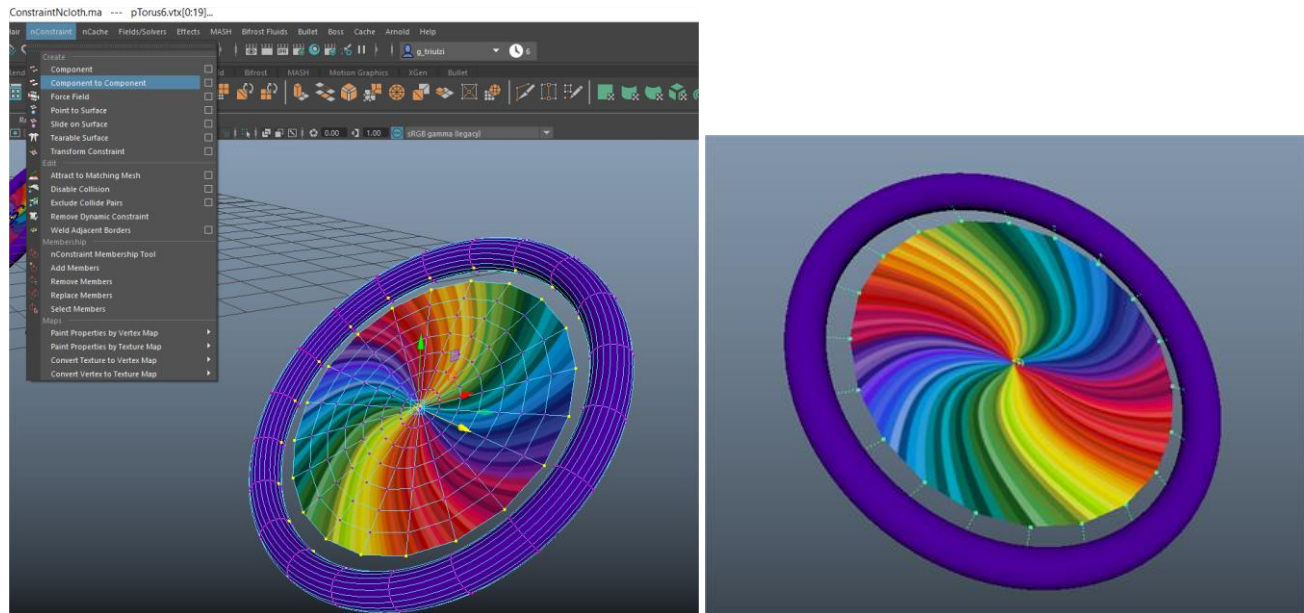 ConstraintNcloth.ma --- pTorus6.vtx[0:19]...
Hair nConstraint nCache Fields/Solvers Effects MASH Bifrost Fluids Bullet Boss Cache Arnold Help
g_triulzi 6
Create
Component
Component to Component
Force Field
Point to Surface
Slide on Surface
Tearable Surface
Transform Constraint
Edit
Attract to Matching Mesh
Disable Collision
Exclude Collide Pairs
Remove Dynamic Constraint
Weld Adjacent Borders
Membership
nConstraint Membership Tool
Add Members
Remove Members
Replace Members
Select Members
Maps
Paint Properties by Vertex Map
Paint Properties by Texture Map
Convert Texture to Vertex Map
Convert Vertex to Texture Map
Bifrost MASH Motion Graphics XGen Bullet
0.00 1.00 sRGB gamma (legacy)